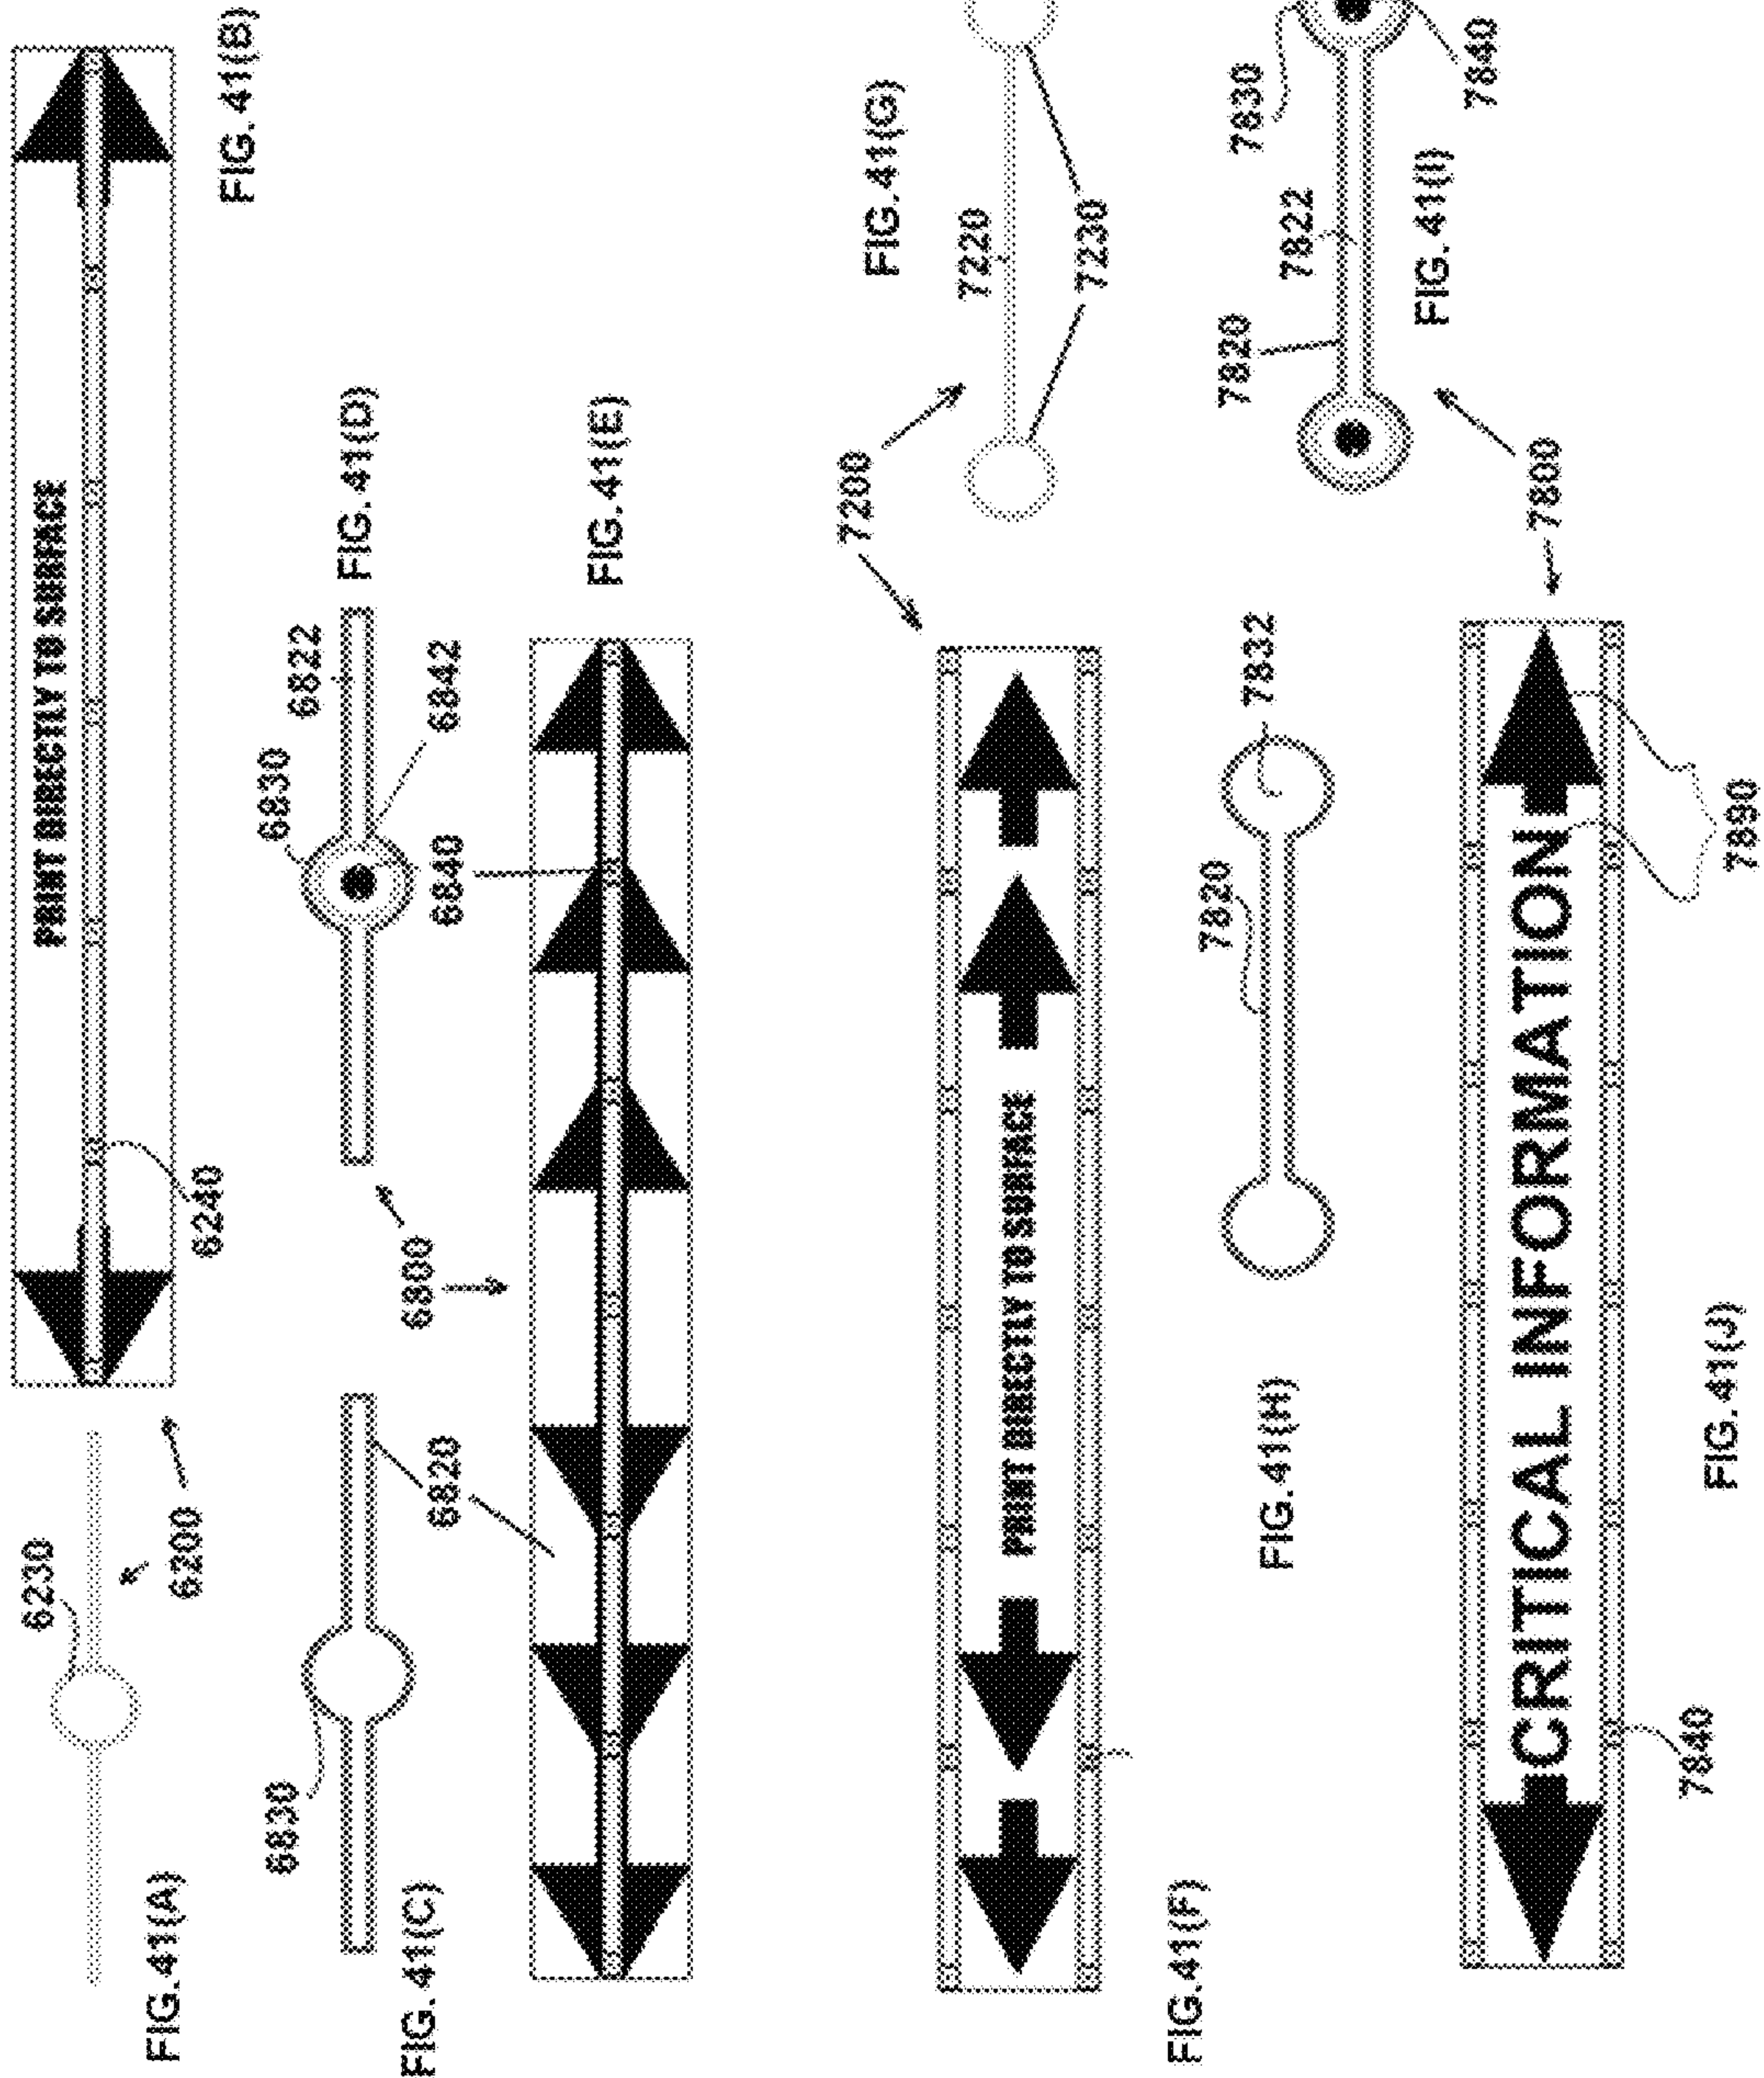 6230
PRINT DIRECTLY TO SURFACE
FIG.41(A)
6200
6240
FIG.41(B)
6830
6830
6822
FIG.41(D)
FIG.41(C)
6820
6800
6840
6842
FIG.41(E)
7200
FIG.41(G)
7220
PRINT DIRECTLY TO SURFACE
7230
FIG.41(F)
7820
7832
7820
7830
FIG.41(H)
7822
FIG.41(I)
7840
CRITICAL INFORMATION
7800
7840
FIG.41(J)
7890